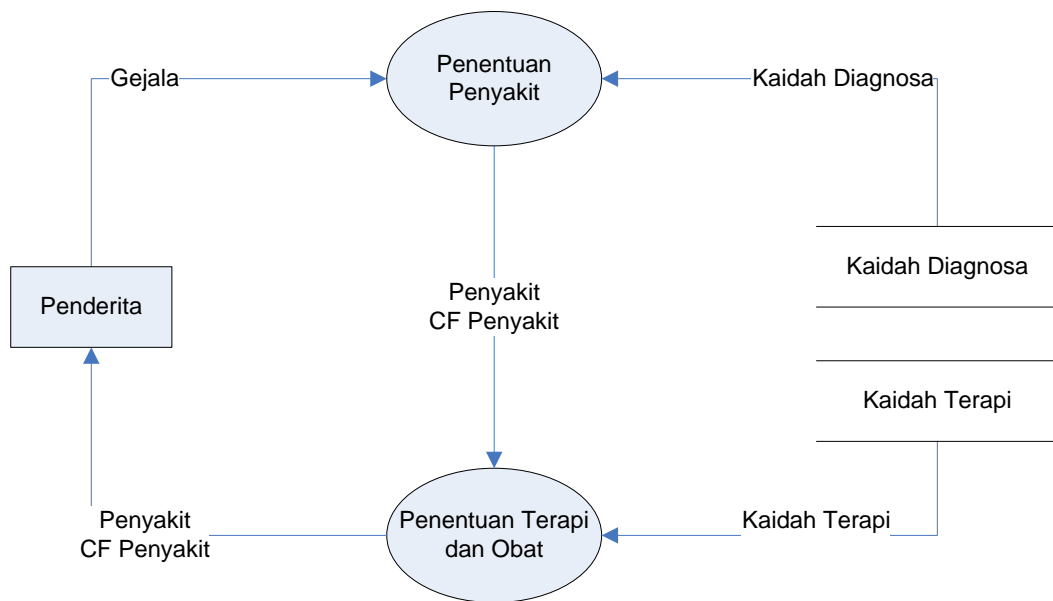 Gejala
Penentuan
Penyakit
Kaidah Diagnosa
Kaidah Diagnosa
Penderita
Penyakit
CF Penyakit
Kaidah Terapi
Penyakit
CF Penyakit
Penentuan Terapi
dan Obat
Kaidah Terapi